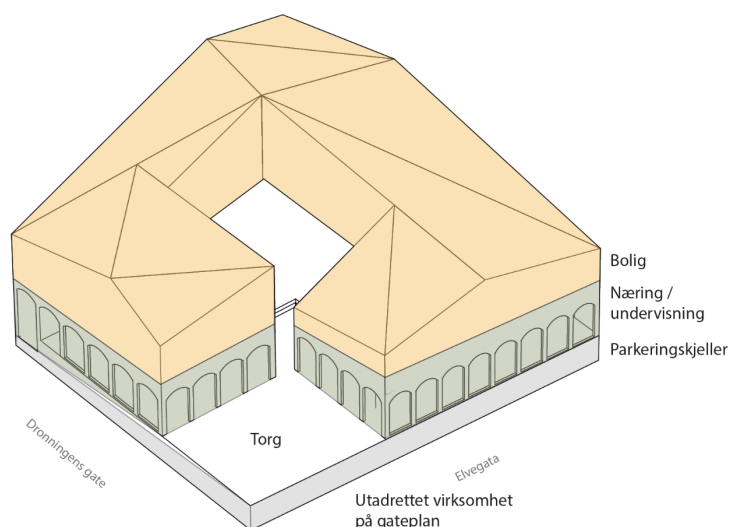 Bolig
Næring /
undervisning
Parkeringskjeller
Torg
Dronningens gate
Elvegata
Utadrettet virksomhet
på gateplan